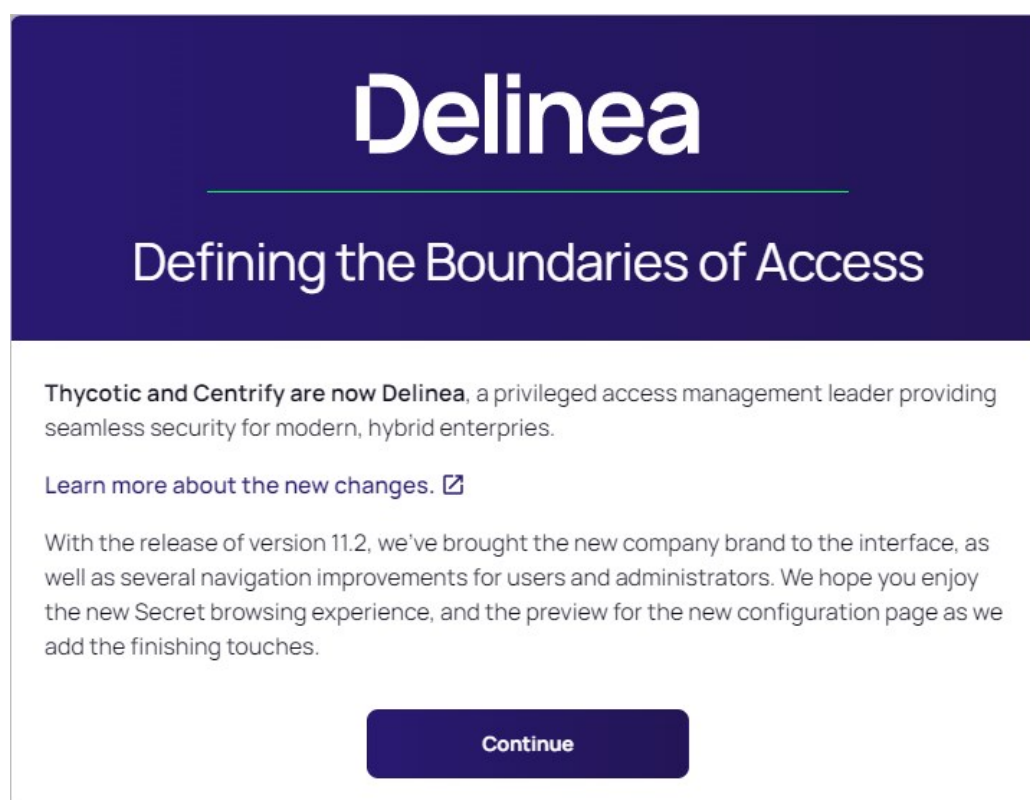 Delinea
Defining the Boundaries of Access
Thycotic and Centrify are now Delinea, a privileged access management leader providing
seamless security for modern, hybrid enterpries.
Learn more about the new changes.
With the release of version 11.2, we've brought the new company brand to the interface, as
well as several navigation improvements for users and administrators. We hope you enjoy
the new Secret browsing experience, and the preview for the new configuration page as we
add the finishing touches.
Continue